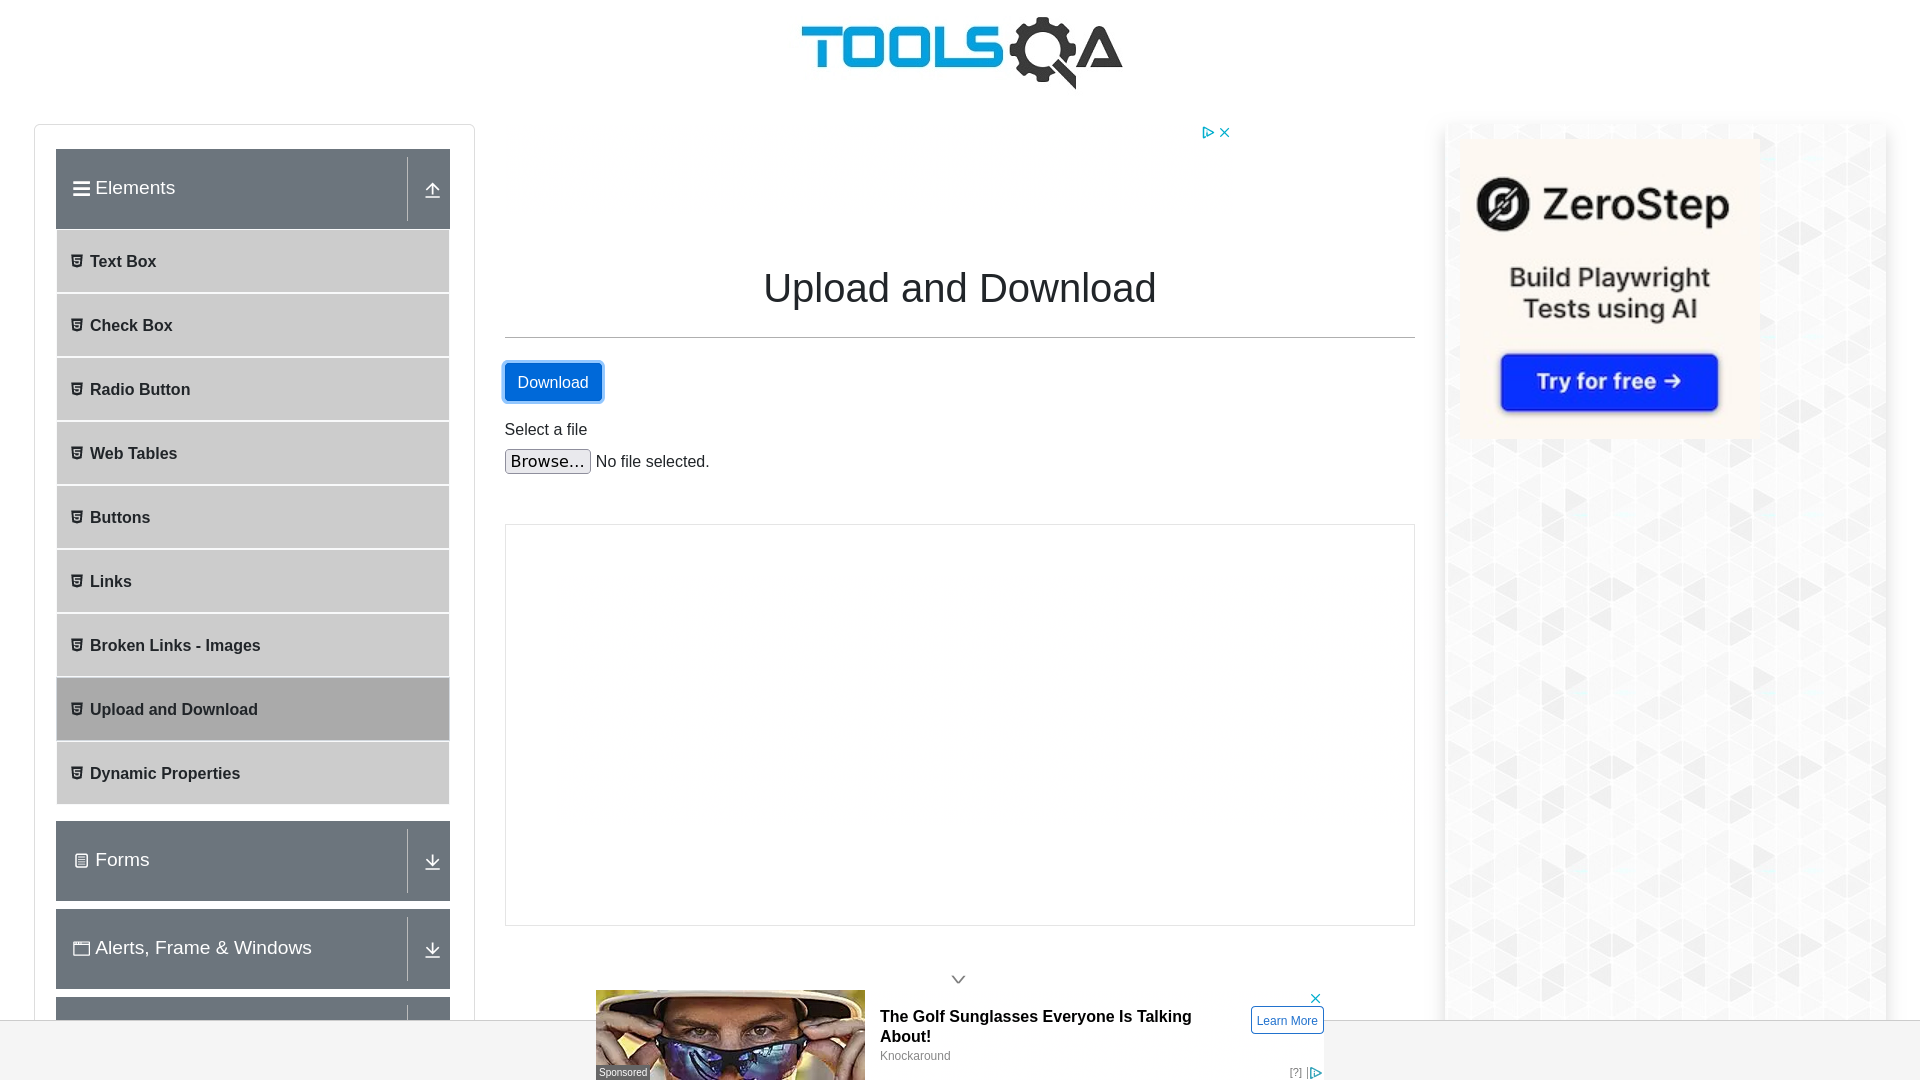 TOOLSQA
Elements
Text Box
Check Box
Radio Button
Web Tables
Buttons
Links
Broken Links - Images
Upload and Download
Dynamic Properties
Forms
Alerts, Frame & Windows
Upload and Download
Download
Select a file
Browse... No file selected.
ZeroStep
Build Playwright
Tests using AI
Try for free →
Sponsored
The Golf Sunglasses Everyone Is Talking
About!
Knockaround
Learn More
[?]